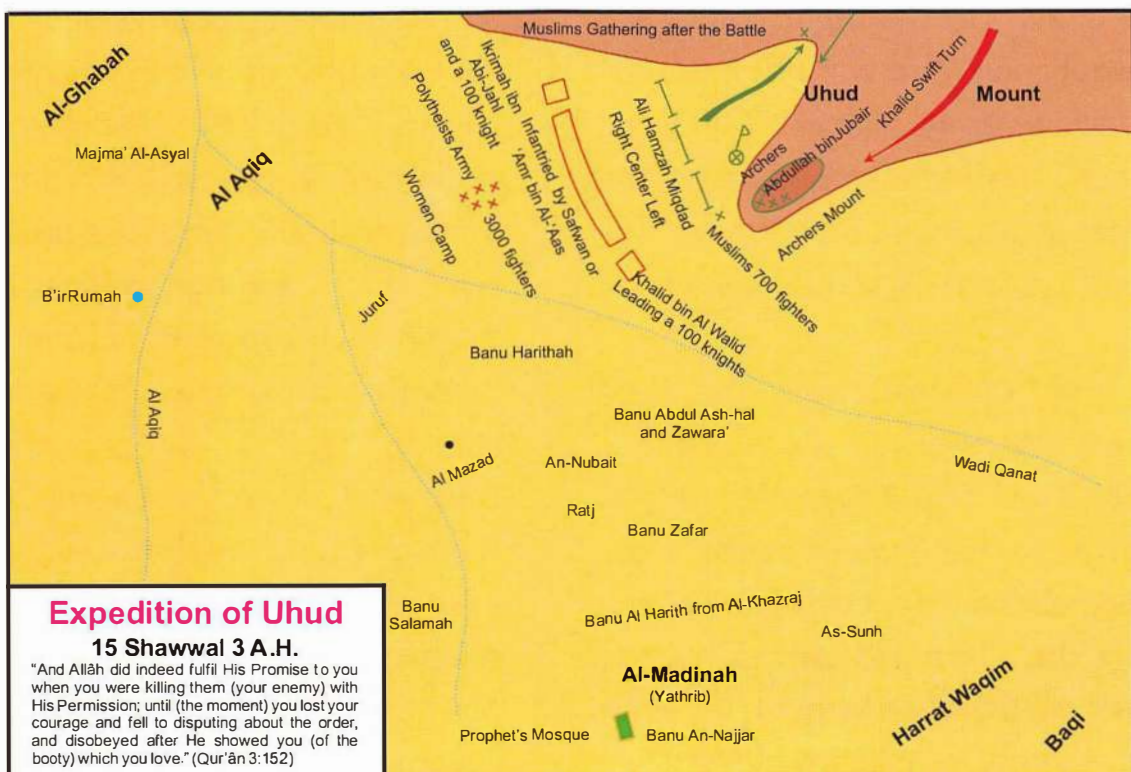 Muslims Gathering after the Battle
Al-Ghabah
Majma' Al-Asyal
Al Aqiq
B'irRumah
Al Aqiq
Juruf
Women Camp
Polytheists Army
3000 fighters
Ikrimah ibn
Abi-Jahl
and a 100 knight
Infantried by Safwan or
'Amr bin Al-'Aas
Khalid bin Al Walid
Leading a 100 knights
Ali Hamzah Miqdad
Right Center Left
Muslims 700 fighters
Archers
Abdullah binJubair
Archers Mount
Uhud
Mount
Khalid Swift Turn
Banu Harithah
Banu Abdul Ash-hal
and Zawara'
Al Mazad
An-Nubait
Wadi Qanat
Ratj
Banu Zafar
Banu
Salamah
Banu Al Harith from Al-Khazraj
As-Sunh
Al-Madinah
(Yathrib)
Prophet's Mosque
Banu An-Najjar
Harrat Waqim
Baqi
Expedition of Uhud
15 Shawwal 3 A.H.
"And Allâh did indeed fulfil His Promise to you
when you were killing them (your enemy) with
His Permission; until (the moment) you lost your
courage and fell to disputing about the order,
and disobeyed after He showed you (of the
booty) which you love." (Qur'ân 3:152)